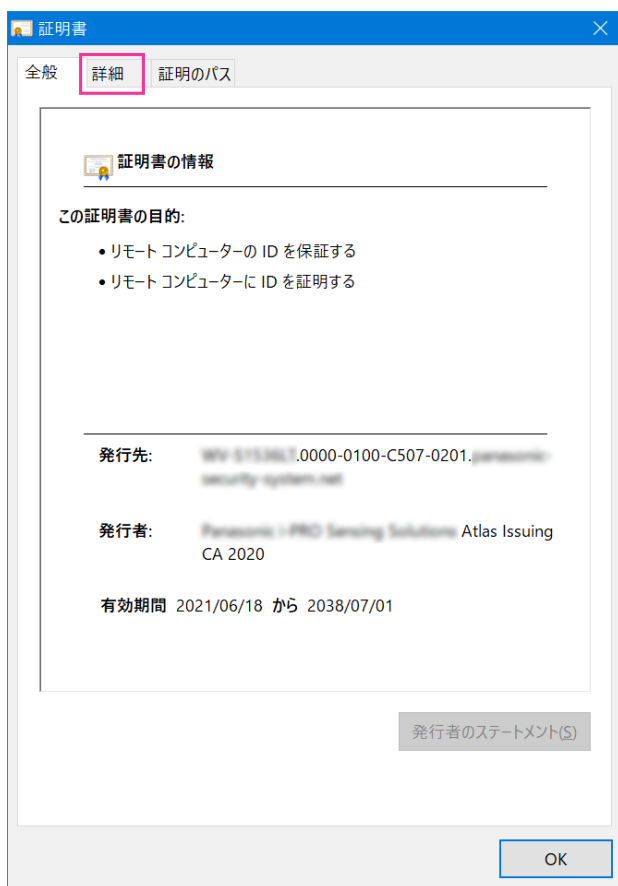 証明書
全般 詳細 証明のパス
証明書の情報
この証明書の目的:
• リモート コンピューターの ID を保証する
• リモート コンピューターに ID を証明する
発行先: .0000-0100-C507-0201.
発行者: Atlas Issuing
CA 2020
有効期間 2021/06/18 から 2038/07/01
発行者のステートメント(S)
OK